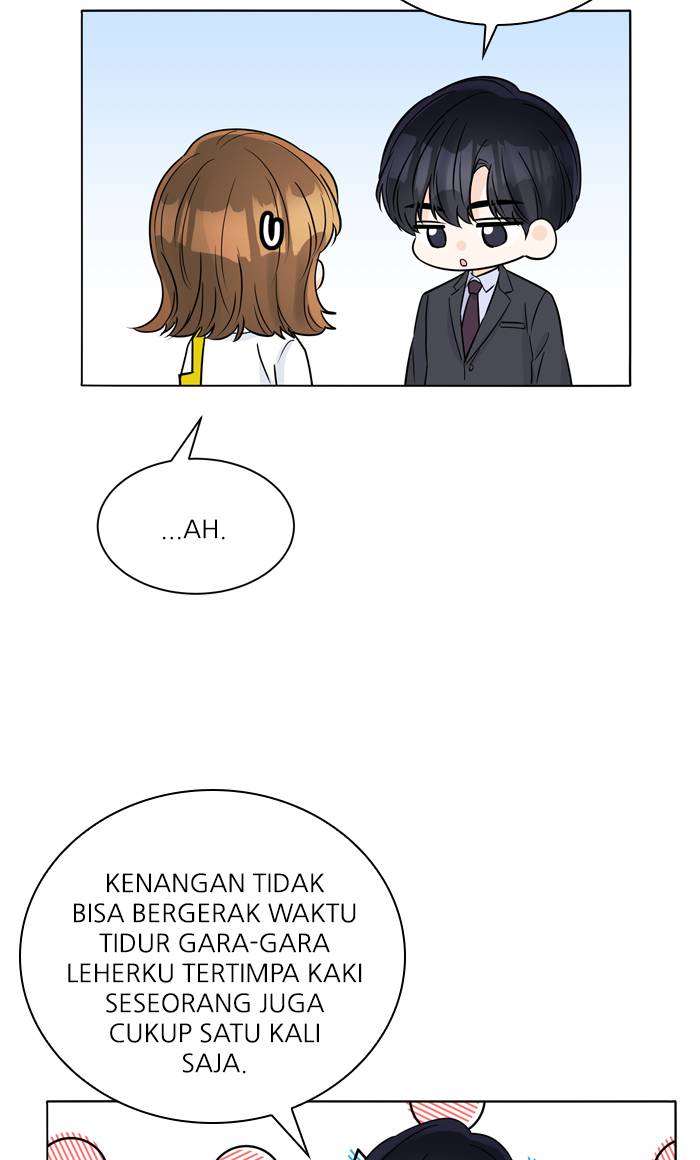 ...AH.
KENANGAN TIDAK
BISA BERGERAK WAKTU
TIDUR GARA-GARA
LEHERKU TERTIMPA KAKI
SESEORANG JUGA
CUKUP SATU KALI
SAJA.